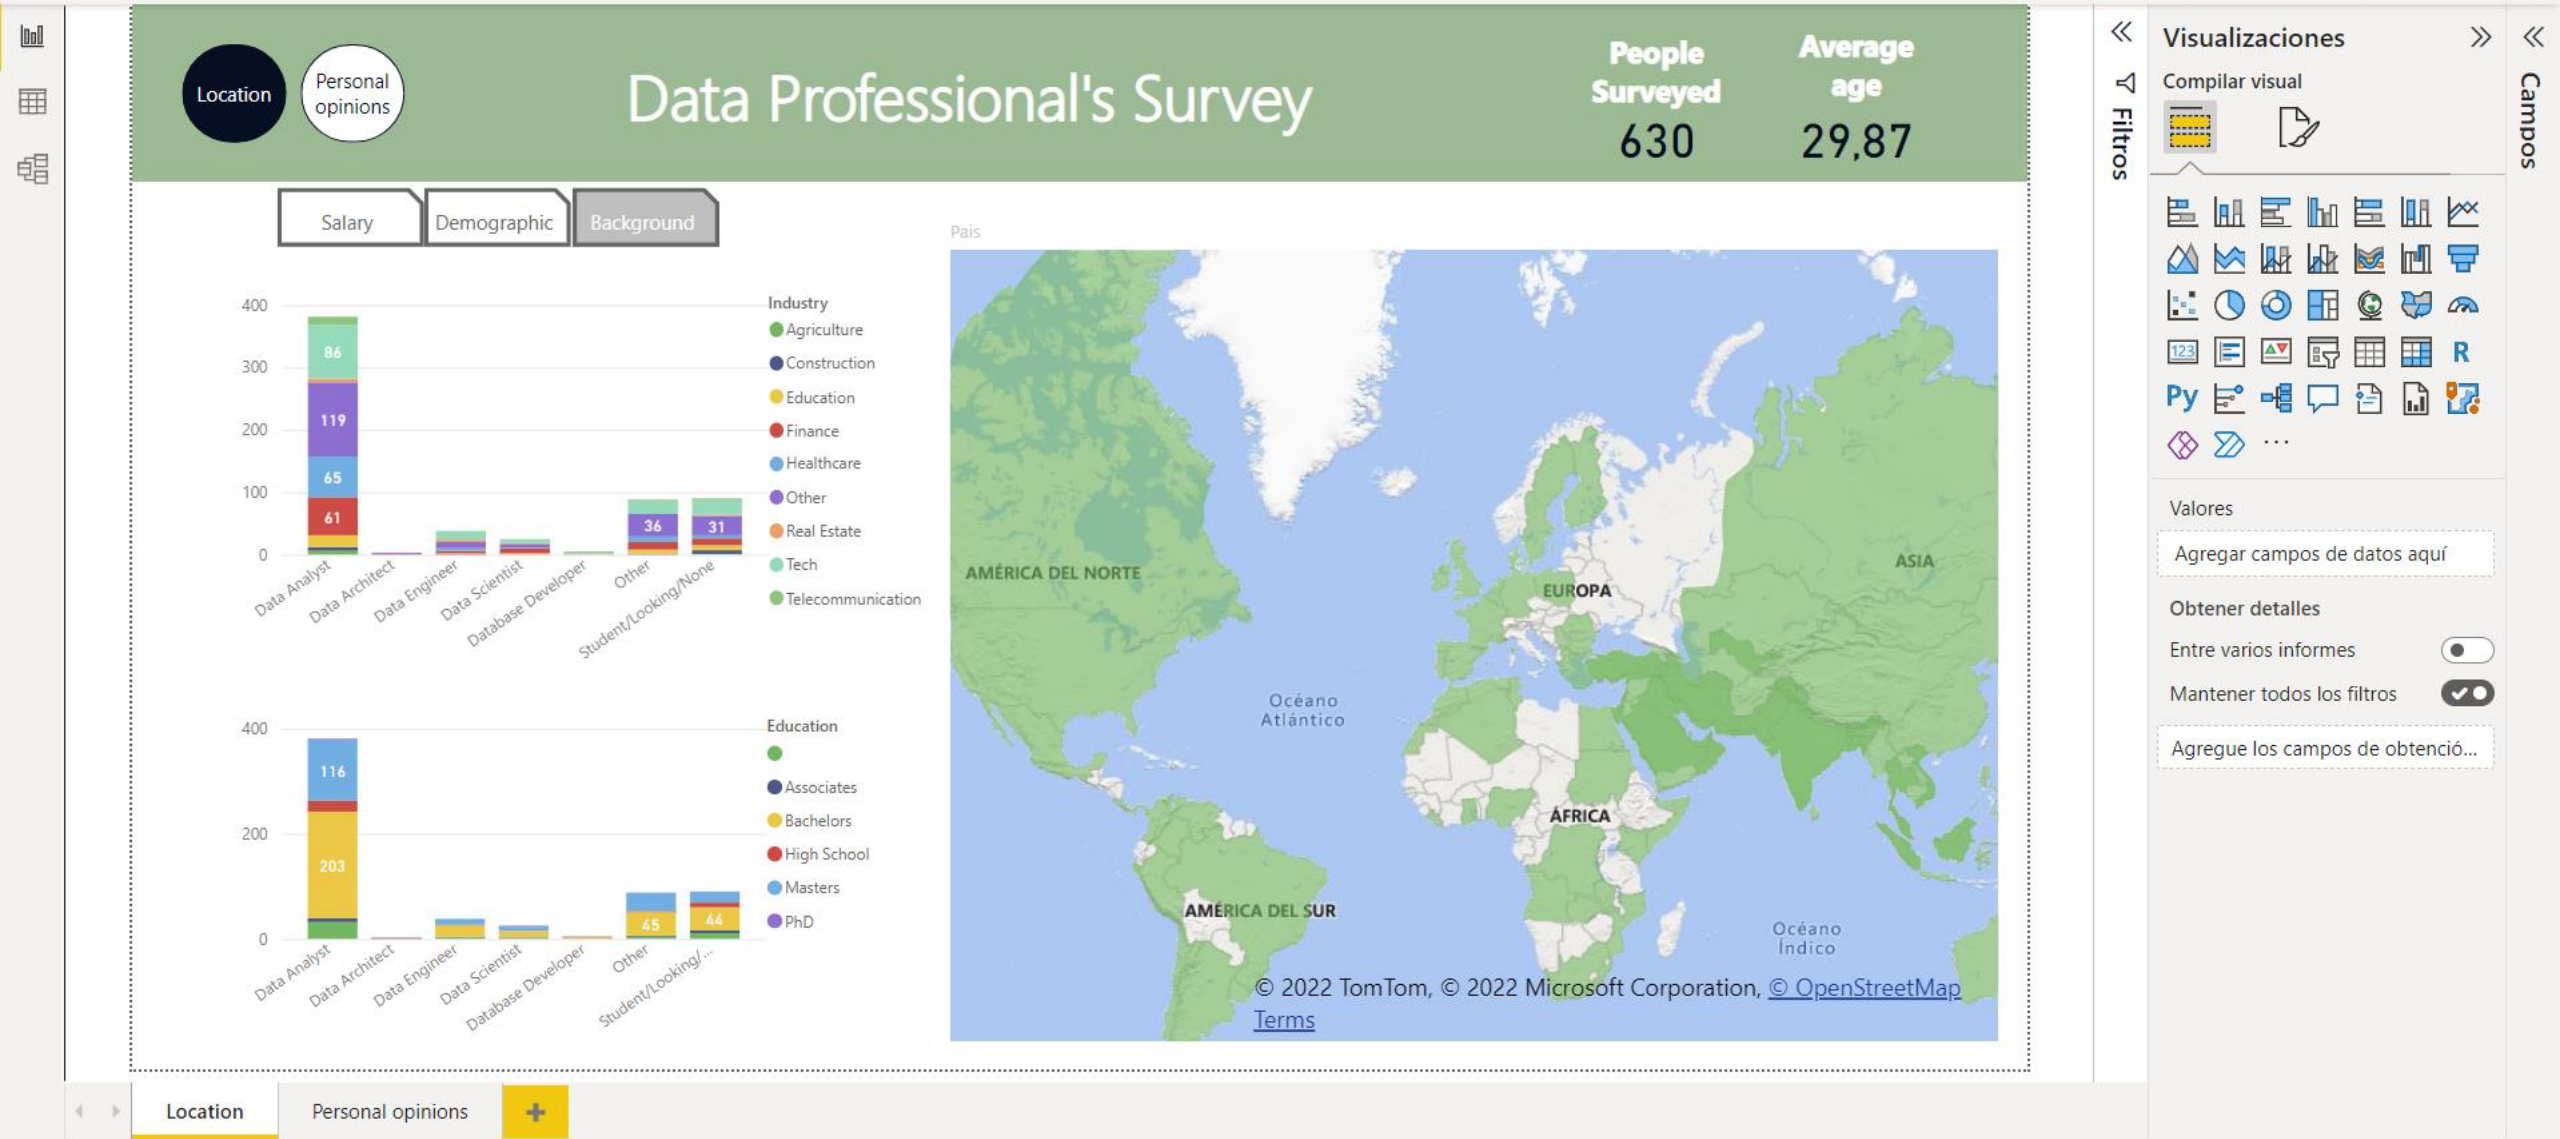 Location
Personal
opinions
Data Professional's Survey
People
Surveyed
630
Average
age
29,87
Salary
Demographic
Background
400
300
200
100
0
86
119
65
61
36
31
Data Analyst
Data Architect
Data Engineer
Data Scientist
Database Developer
Other
Student/Looking/None
Industry
Agriculture
Construction
Education
Finance
Healthcare
Other
Real Estate
Tech
Telecommunication
400
200
0
116
203
45
44
Data Analyst
Data Architect
Data Engineer
Data Scientist
Database Developer
Other
Student/Looking/...
Education
Associates
Bachelors
High School
Masters
PhD
Pais
AMÉRICA DEL NORTE
EUROPA
ASIA
Océano
Atlántico
ÁFRICA
AMÉRICA DEL SUR
Océano
Índico
© 2022 TomTom, © 2022 Microsoft Corporation, © OpenStreetMap
Terms
Filtros
Visualizaciones
Compilar visual
123
R
Py
...
Valores
Agregar campos de datos aquí
Obtener detalles
Entre varios informes
Mantener todos los filtros
Agregue los campos de obtenció...
Campos
Location
Personal opinions